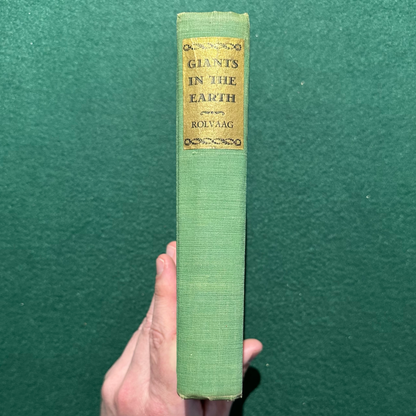 GIANTS
IN THE
EARTH
ROLVAAG